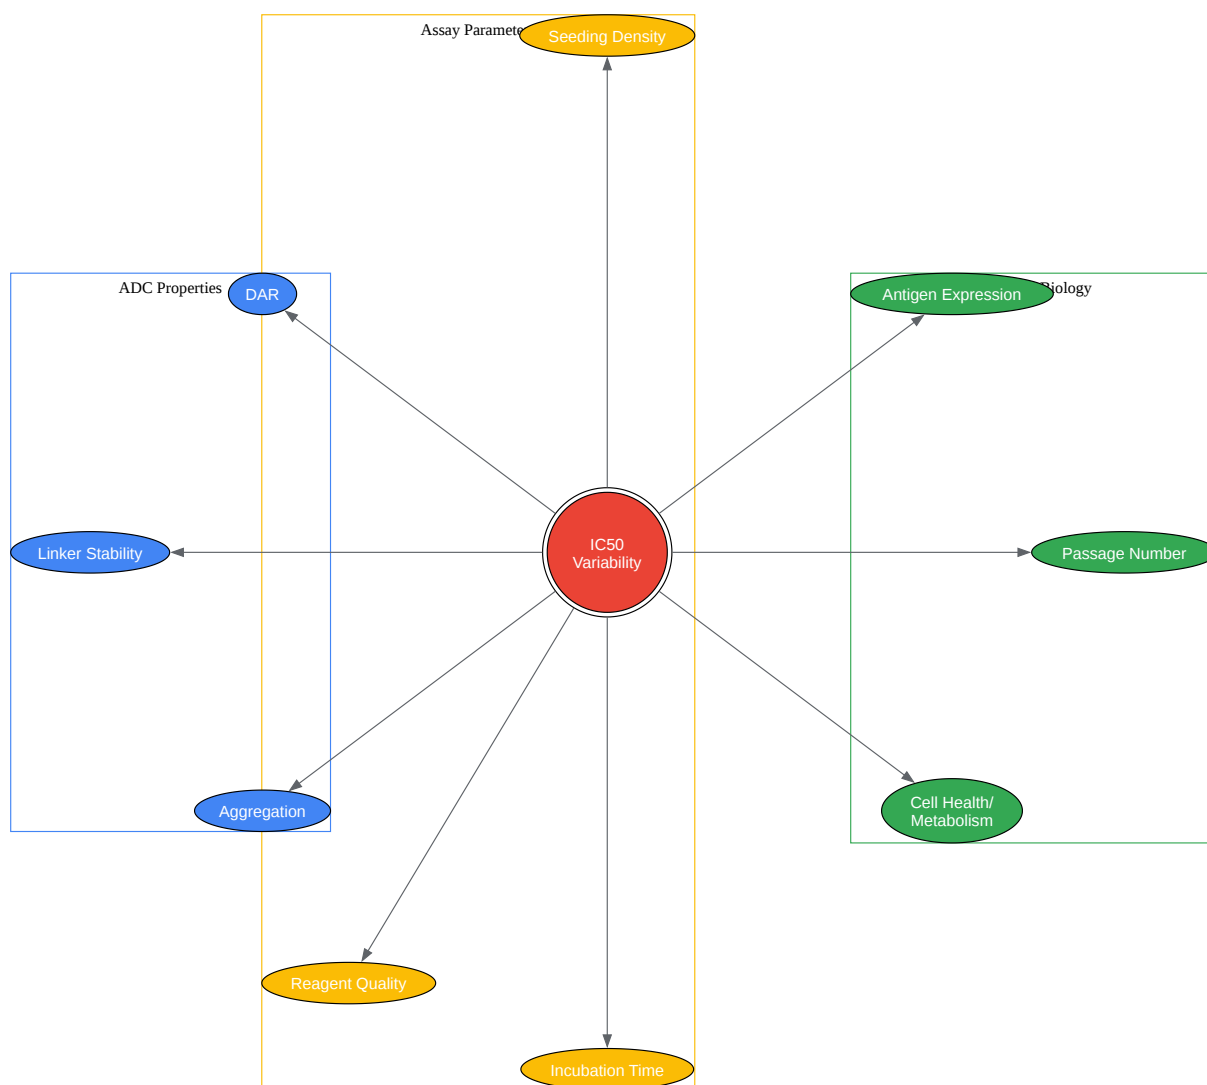 Assay Paramete
Seeding Density
ADC Properties
DAR
Antigen Expression
Biology
IC50
Variability
Linker Stability
Passage Number
Cell Health/
Metabolism
Aggregation
Reagent Quality
Incubation Time